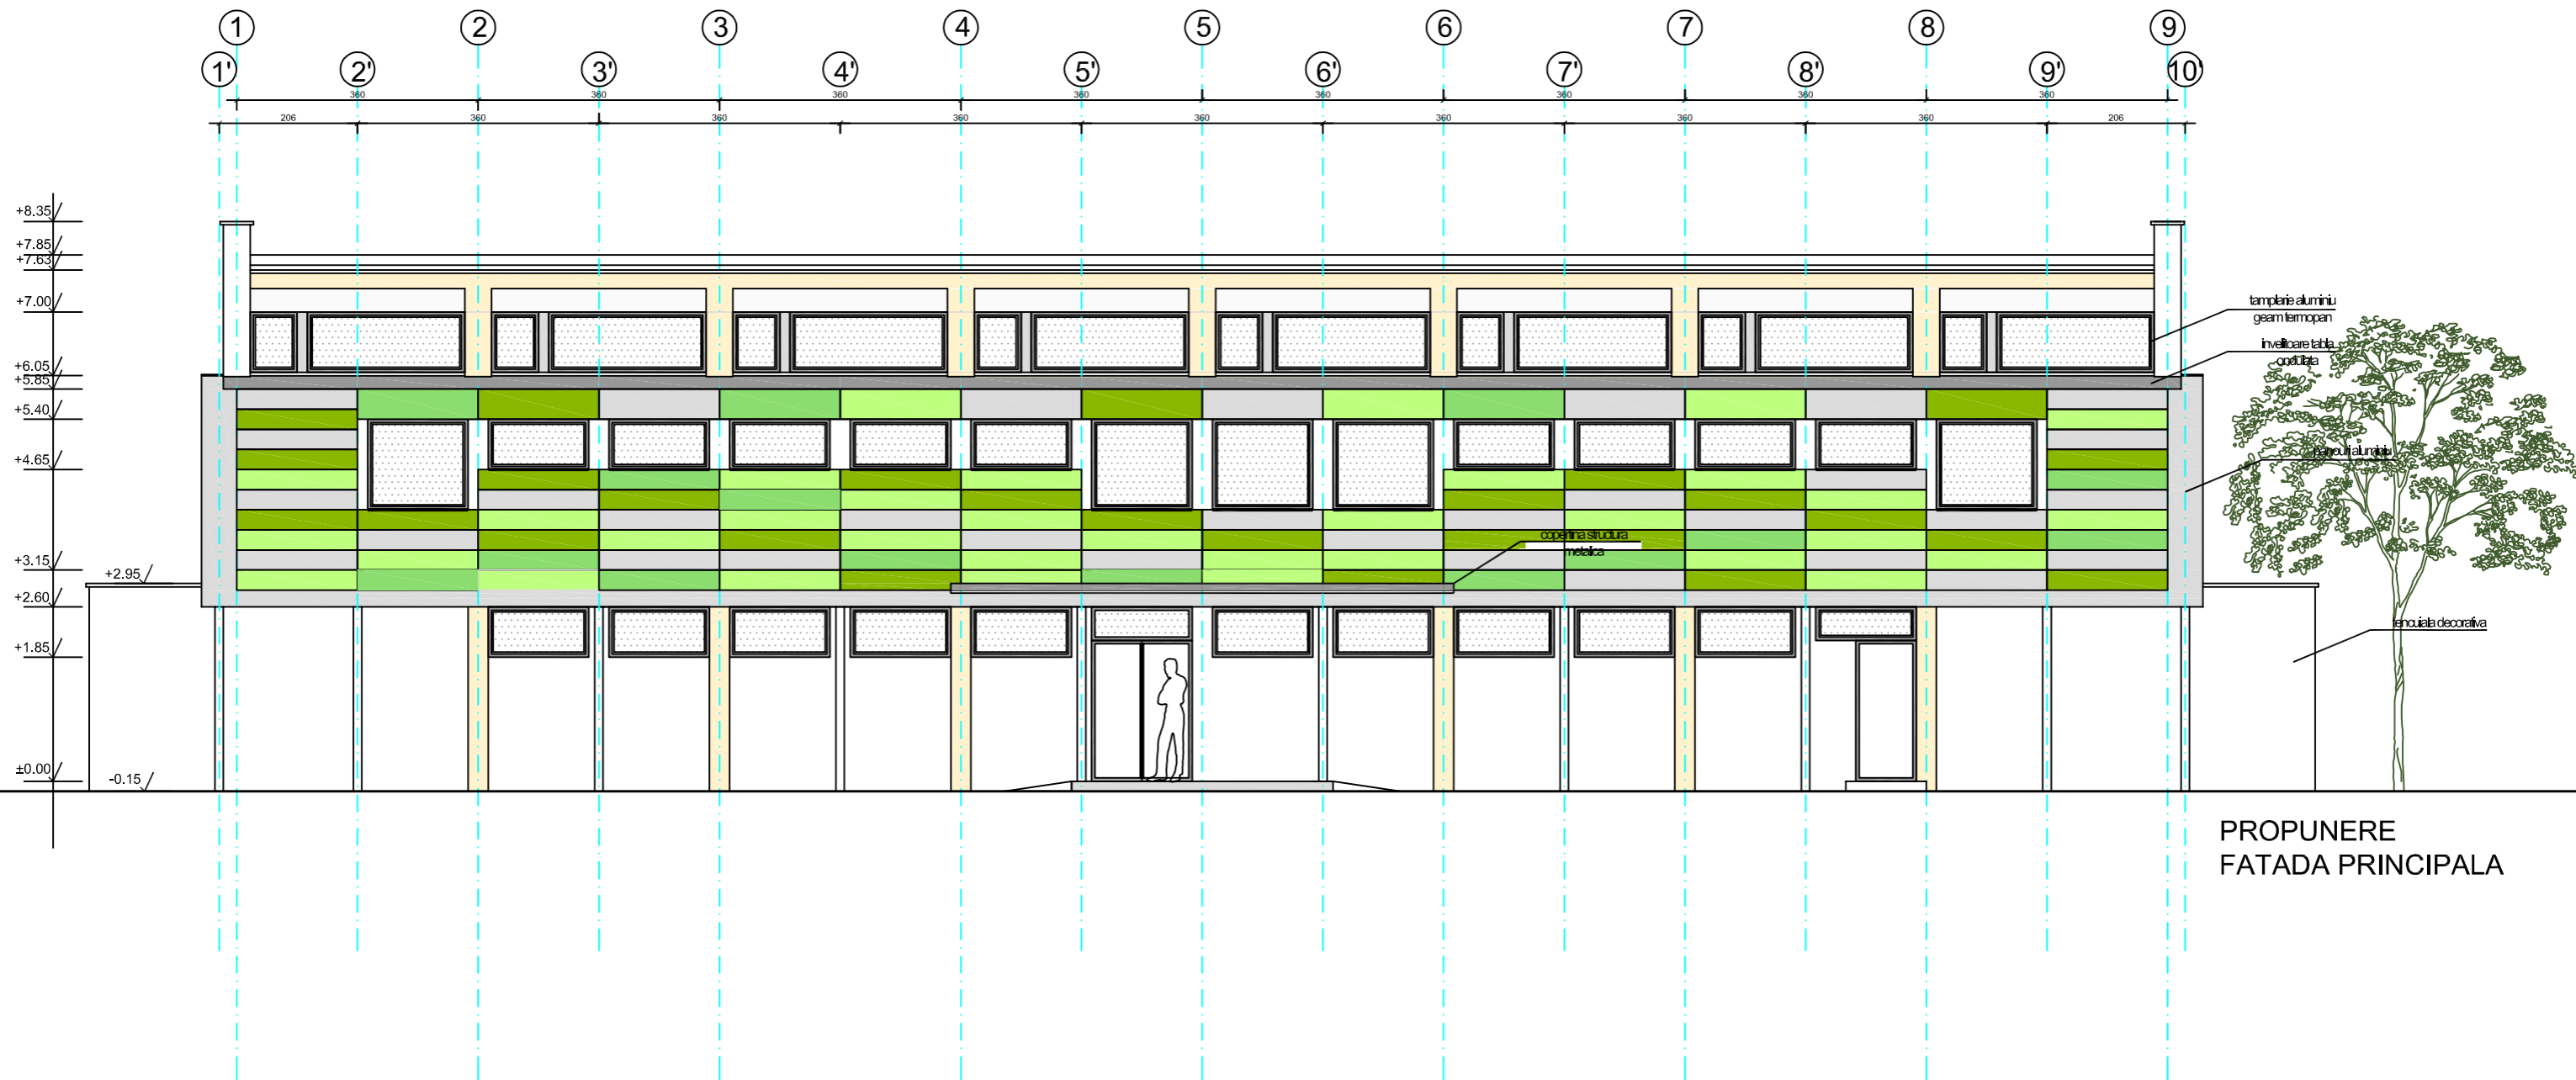 1 2 3 4 5 6 7 8 9
1' 2' 3' 4' 5' 6' 7' 8' 9' 10'
360 360 360 360 360 360 360 360
206 360 360 360 360 360 360 360 206
+8.35
+7.85
+7.63
+7.00
tamplarie aluminiu
geam termopan
invelitoare tabla
ondulata
+6.05
+5.85
+5.40
panouri aluminiu
+4.65
copertina structura
metalica
+3.15
+2.95
+2.60
tencuiala decorativa
+1.85
±0.00
-0.15
PROPUNERE
FATADA PRINCIPALA